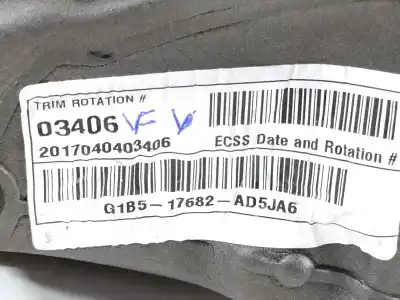 TRIM ROTATION #
03406 VF V
2017040403406
ECSS Date and Rotation #
G1B5-17682-AD5JA6